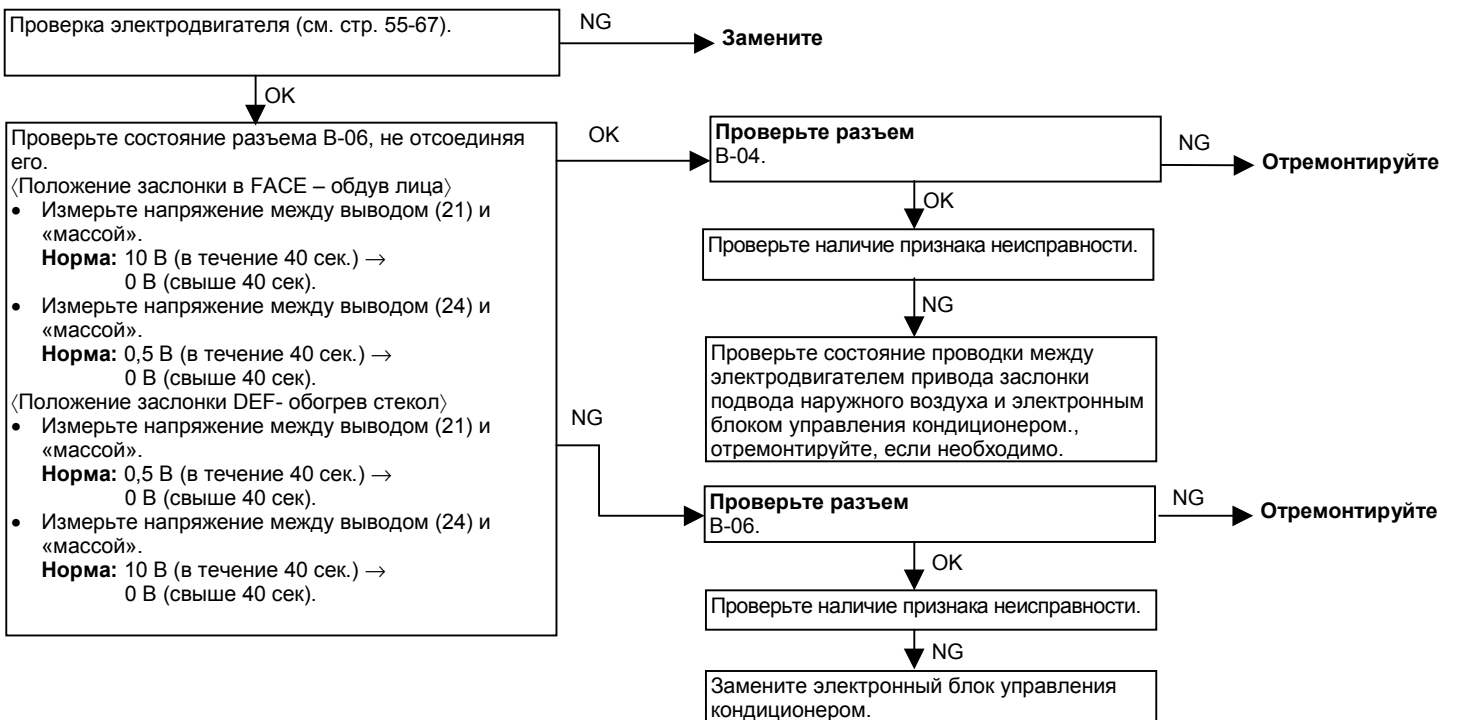 Проверка электродвигателя (см. стр. 55-67).
NG
Замените
OK
Проверьте состояние разъема В-06, не отсоединяя
его.
〈Положение заслонки в FACE – обдув лица〉
• Измерьте напряжение между выводом (21) и
«массой».
Норма: 10 В (в течение 40 сек.) →
0 В (свыше 40 сек).
• Измерьте напряжение между выводом (24) и
«массой».
Норма: 0,5 В (в течение 40 сек.) →
0 В (свыше 40 сек).
〈Положение заслонки DEF- обогрев стекол〉
• Измерьте напряжение между выводом (21) и
«массой».
Норма: 0,5 В (в течение 40 сек.) →
0 В (свыше 40 сек).
• Измерьте напряжение между выводом (24) и
«массой».
Норма: 10 В (в течение 40 сек.) →
0 В (свыше 40 сек).
OK
Проверьте разъем
В-04.
NG
Отремонтируйте
OK
Проверьте наличие признака неисправности.
NG
Проверьте состояние проводки между
электродвигателем привода заслонки
подвода наружного воздуха и электронным
блоком управления кондиционером.,
отремонтируйте, если необходимо.
NG
Проверьте разъем
В-06.
NG
Отремонтируйте
OK
Проверьте наличие признака неисправности.
NG
Замените электронный блок управления
кондиционером.